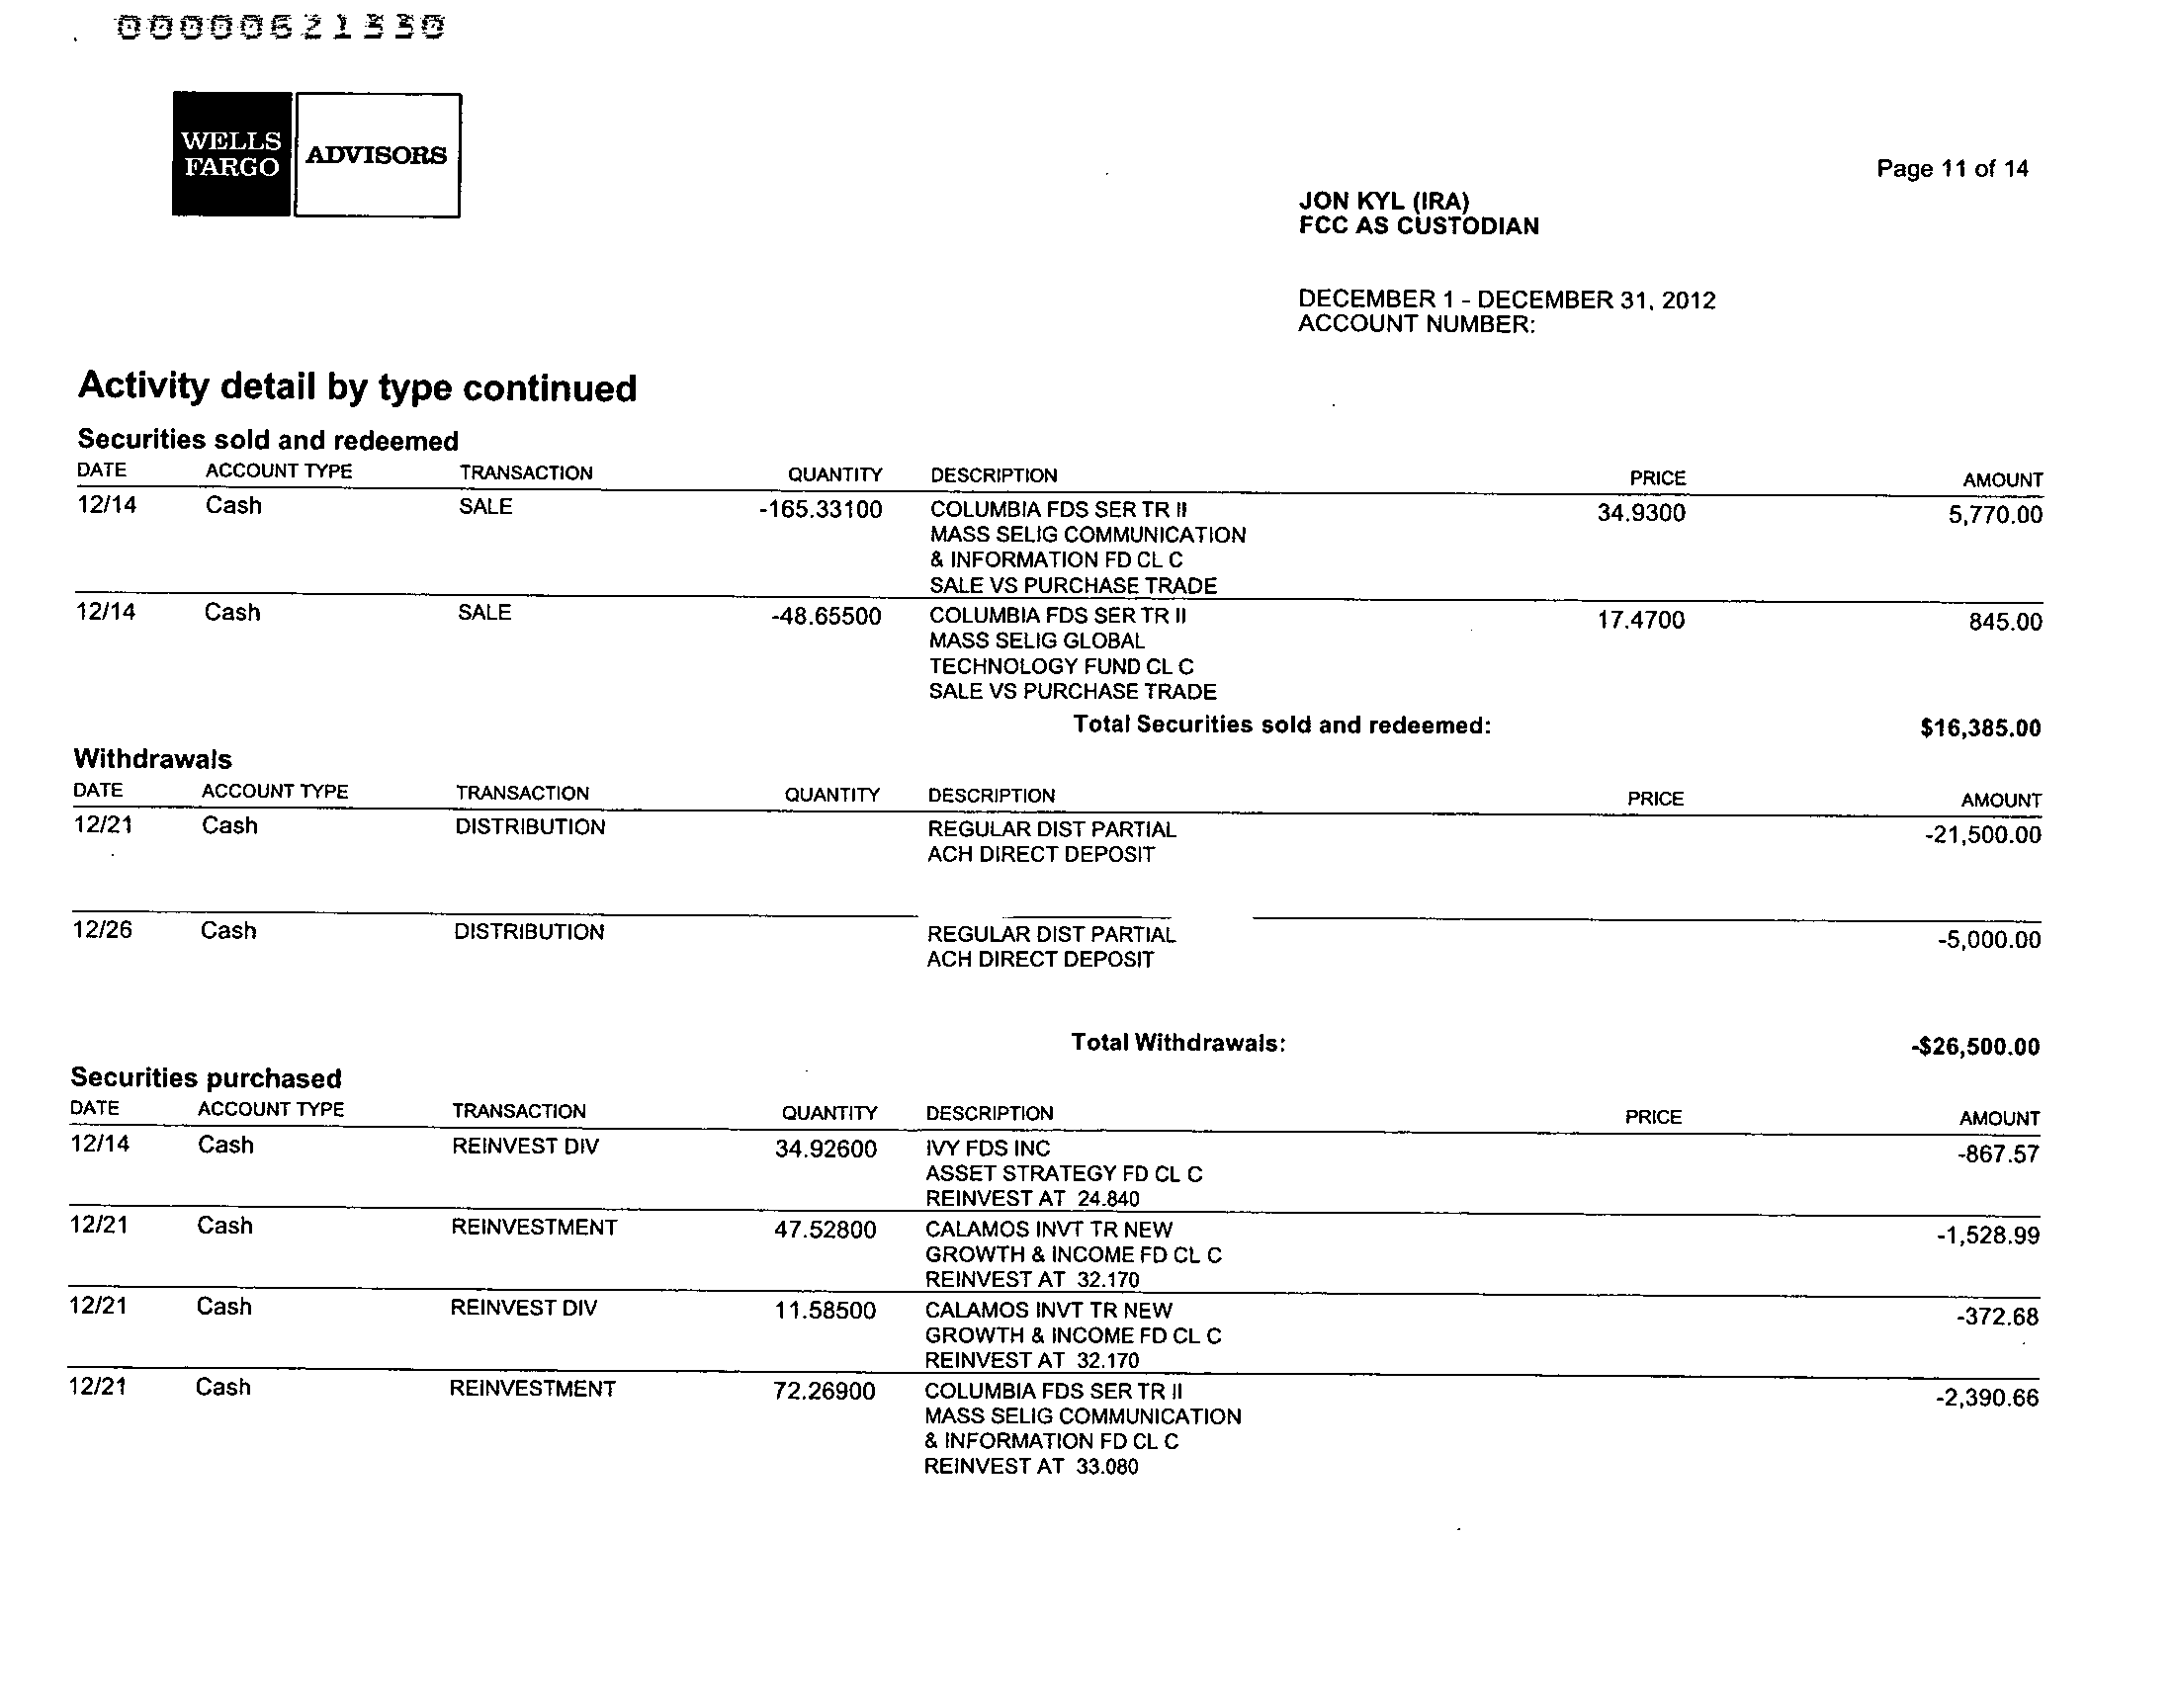 00000621330
WELLS FARGO ADVISORS
Page 11 of 14
JON KYL (IRA)
FCC AS CUSTODIAN
DECEMBER 1 - DECEMBER 31, 2012
ACCOUNT NUMBER:
Activity detail by type continued
Securities sold and redeemed
DATE ACCOUNT TYPE TRANSACTION QUANTITY DESCRIPTION PRICE AMOUNT
12/14 Cash SALE -165.33100 COLUMBIA FDS SER TR II 34.9300 5,770.00
MASS SELIG COMMUNICATION
& INFORMATION FD CL C
SALE VS PURCHASE TRADE
12/14 Cash SALE -48.65500 COLUMBIA FDS SER TR II 17.4700 845.00
MASS SELIG GLOBAL
TECHNOLOGY FUND CL C
SALE VS PURCHASE TRADE
Total Securities sold and redeemed: $16,385.00
Withdrawals
DATE ACCOUNT TYPE TRANSACTION QUANTITY DESCRIPTION PRICE AMOUNT
12/21 Cash DISTRIBUTION REGULAR DIST PARTIAL -21,500.00
ACH DIRECT DEPOSIT
12/26 Cash DISTRIBUTION REGULAR DIST PARTIAL -5,000.00
ACH DIRECT DEPOSIT
Total Withdrawals: -$26,500.00
Securities purchased
DATE ACCOUNT TYPE TRANSACTION QUANTITY DESCRIPTION PRICE AMOUNT
12/14 Cash REINVEST DIV 34.92600 IVY FDS INC -867.57
ASSET STRATEGY FD CL C
REINVEST AT 24.840
12/21 Cash REINVESTMENT 47.52800 CALAMOS INVT TR NEW -1,528.99
GROWTH & INCOME FD CL C
REINVEST AT 32.170
12/21 Cash REINVEST DIV 11.58500 CALAMOS INVT TR NEW -372.68
GROWTH & INCOME FD CL C
REINVEST AT 32.170
12/21 Cash REINVESTMENT 72.26900 COLUMBIA FDS SER TR II -2,390.66
MASS SELIG COMMUNICATION
& INFORMATION FD CL C
REINVEST AT 33.080